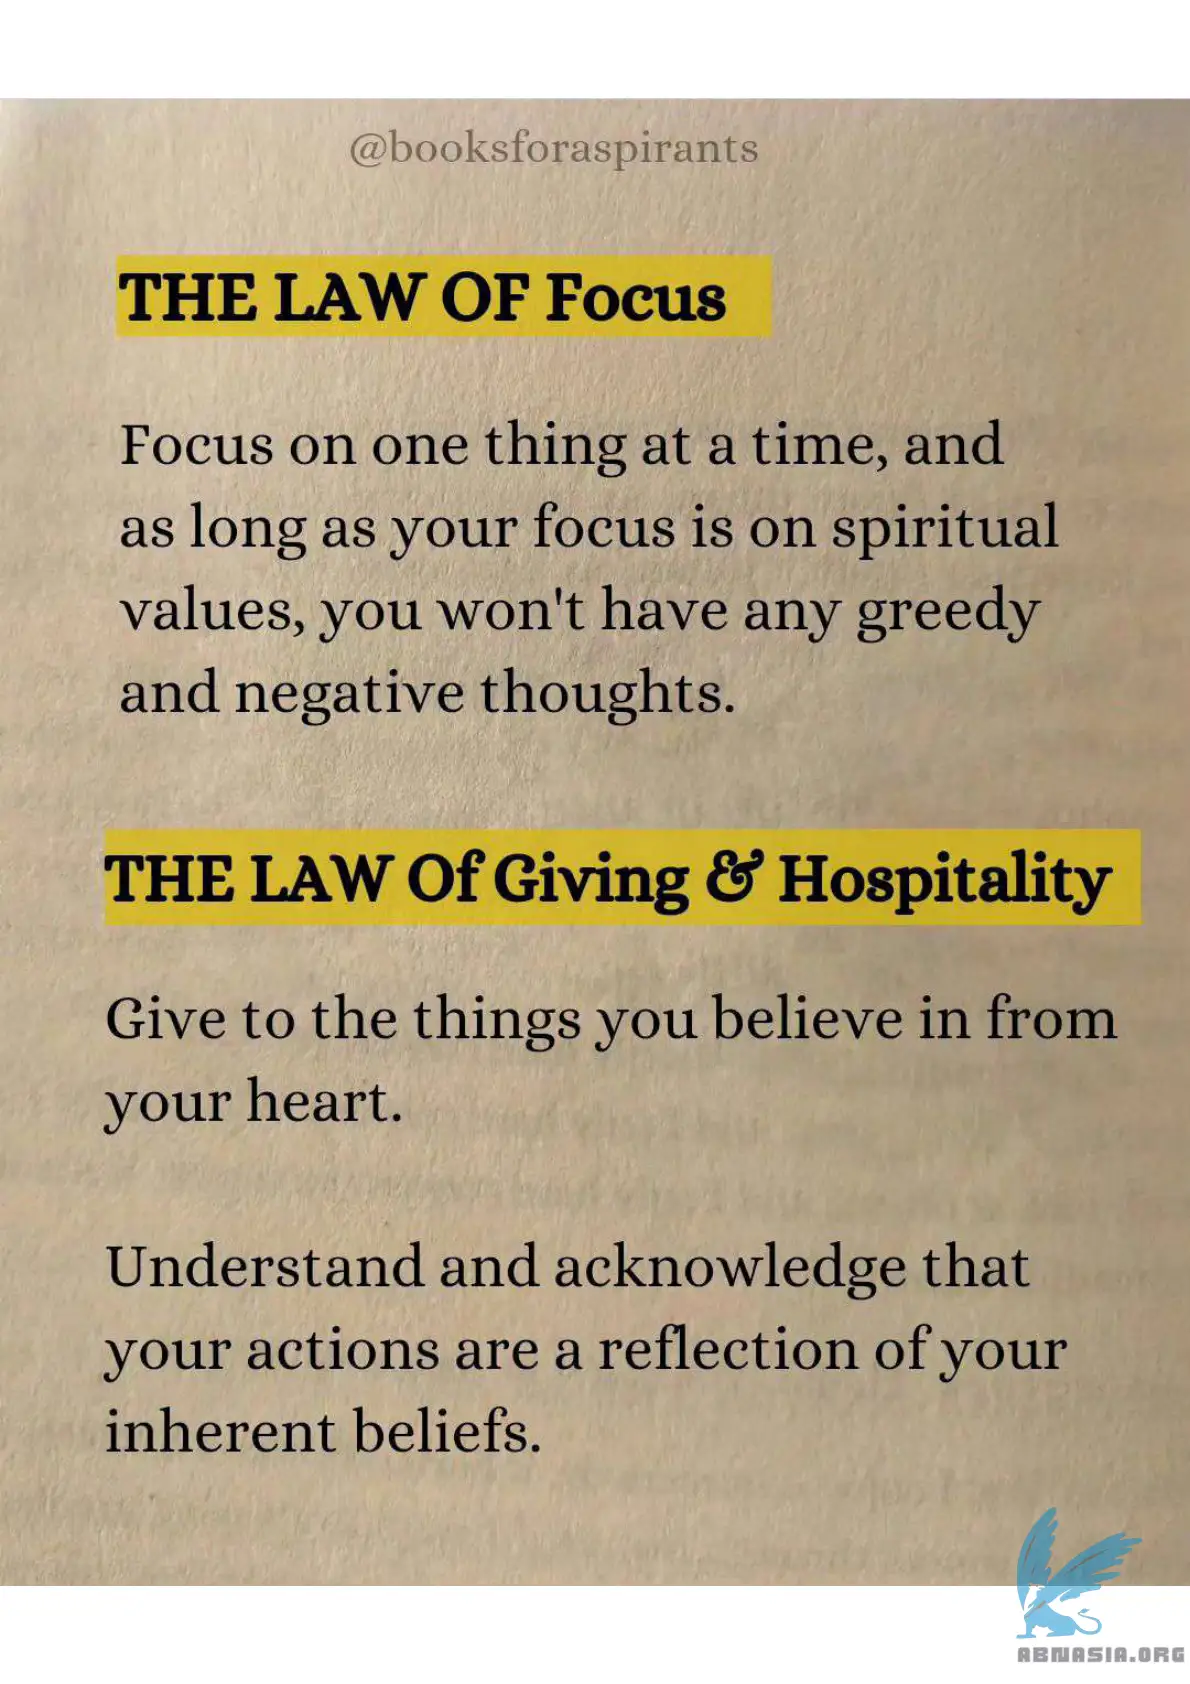 @booksforaspirants
THE LAW OF Focus
Focus on one thing at a time, and
as long as your focus is on spiritual
values, you won't have any greedy
and negative thoughts.
THE LAW Of Giving & Hospitality
Give to the things you believe in from
your heart.
Understand and acknowledge that
your actions are a reflection of your
inherent beliefs.
ABNASIA.ORG